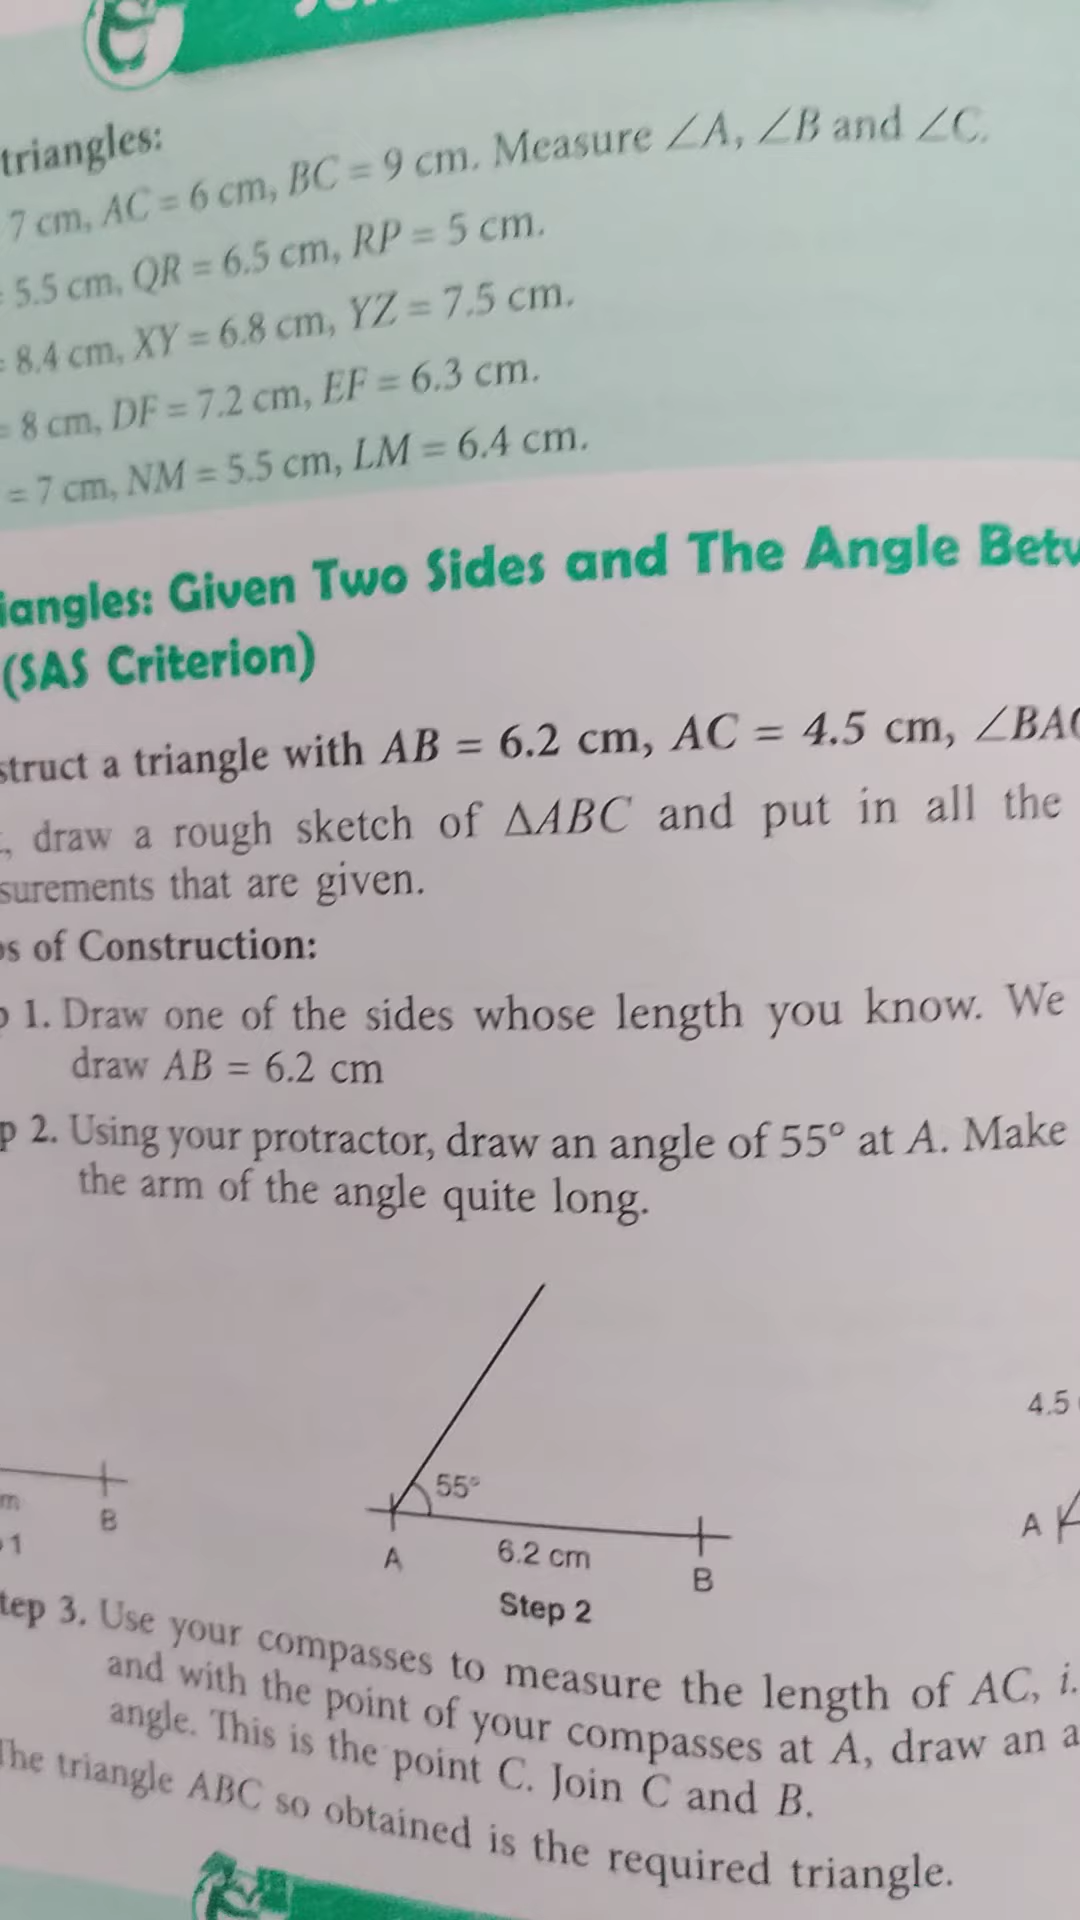 triangles:
7 cm, AC = 6 cm, BC = 9 cm. Measure ∠A, ∠B and ∠C.
= 5.5 cm, QR = 6.5 cm, RP = 5 cm.
= 8.4 cm, XY = 6.8 cm, YZ = 7.5 cm.
= 8 cm, DF = 7.2 cm, EF = 6.3 cm.
= 7 cm, NM = 5.5 cm, LM = 6.4 cm.
iangles: Given Two Sides and The Angle Betw
(SAS Criterion)
struct a triangle with AB = 6.2 cm, AC = 4.5 cm, ∠BAC
, draw a rough sketch of ΔABC and put in all the
surements that are given.
s of Construction:
p 1. Draw one of the sides whose length you know. We
draw AB = 6.2 cm
p 2. Using your protractor, draw an angle of 55° at A. Make
the arm of the angle quite long.
4.5
55°
m
B
1
A
6.2 cm
B
A
Step 2
tep 3. Use your compasses to measure the length of AC, i.
and with the point of your compasses at A, draw an a
angle. This is the point C. Join C and B.
The triangle ABC so obtained is the required triangle.